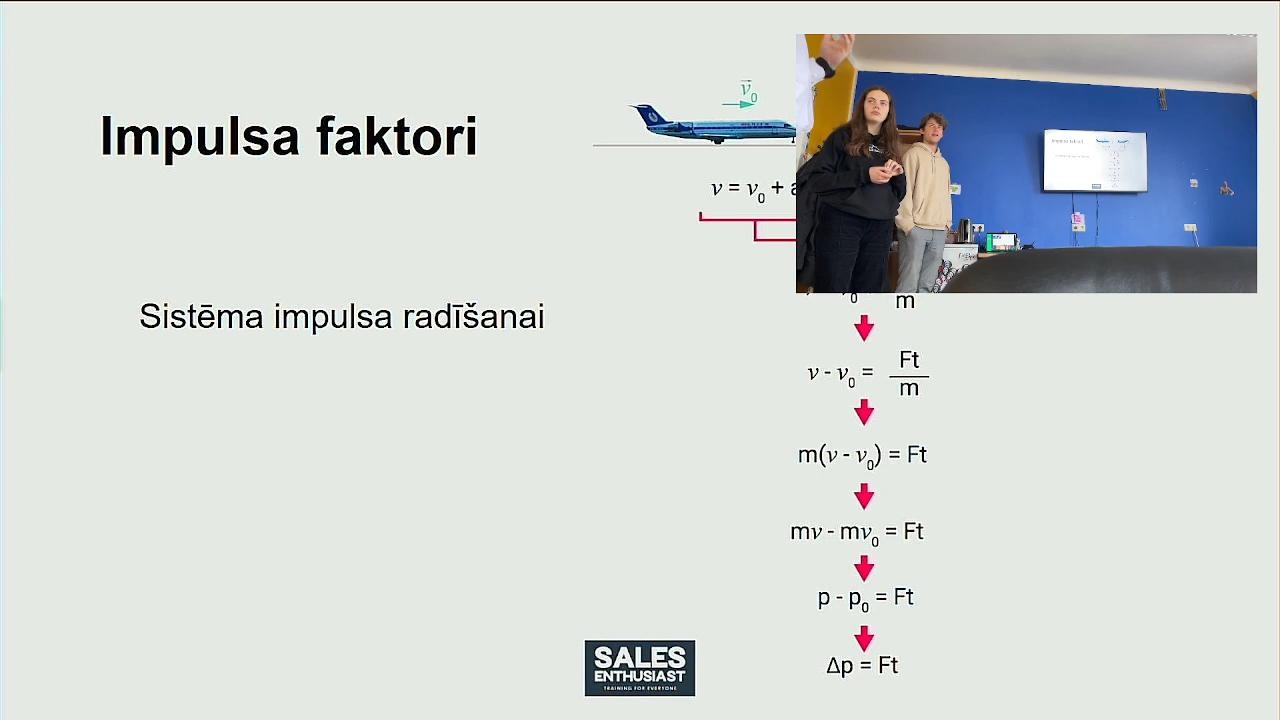 Impulsa faktori
Sistēma impulsa radīšanai
v⃗₀
v = v₀ + a
m
v - v₀ = Ft/m
m(v - v₀) = Ft
mv - mv₀ = Ft
p - p₀ = Ft
Δp = Ft
SALES
ENTHUSIAST
TRAINING FOR EVERYONE